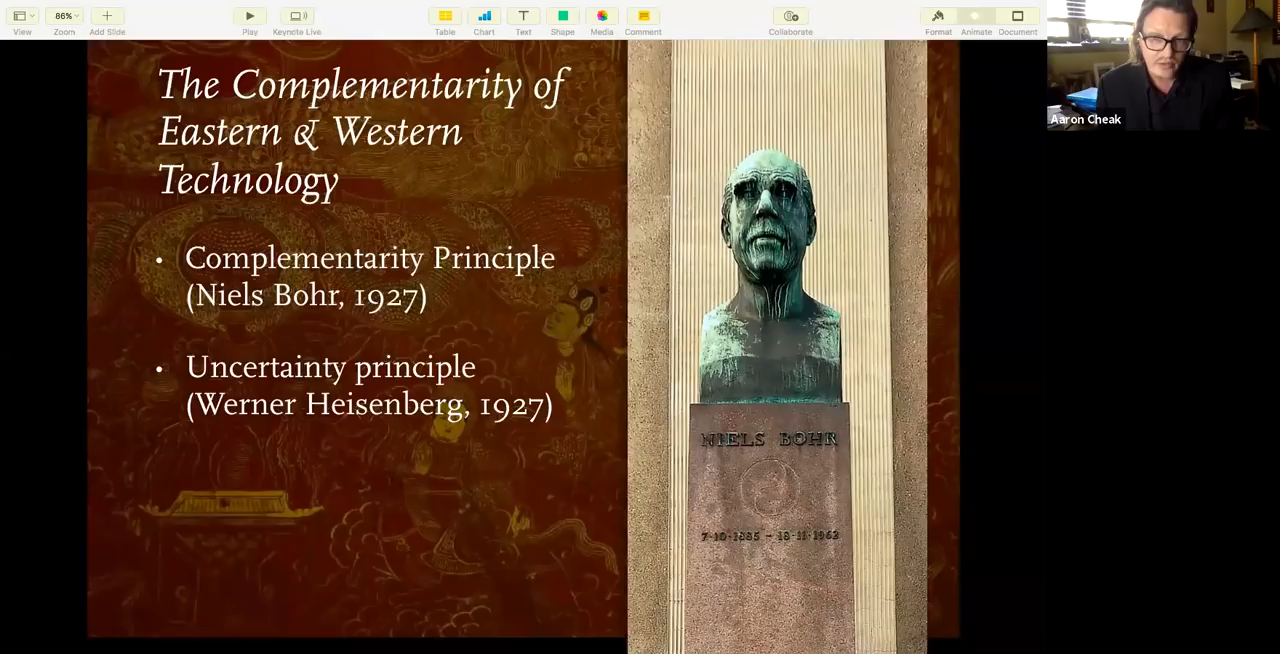 View
86%
Zoom
Add Slide
Play
Keynote Live
Table
Chart
Text
Shape
Media
Comment
Collaborate
Format
Animate
Document
Aaron Cheak
The Complementarity of
Eastern & Western
Technology
• Complementarity Principle
(Niels Bohr, 1927)
• Uncertainty principle
(Werner Heisenberg, 1927)
NIELS BOHR
7·10·1885 – 18·11·1962